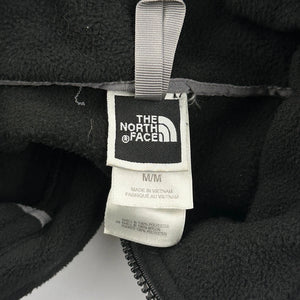 THE
NORTH
FACE
M/M
MADE IN VIETNAM
FABRIQUÉ AU VIETNAM